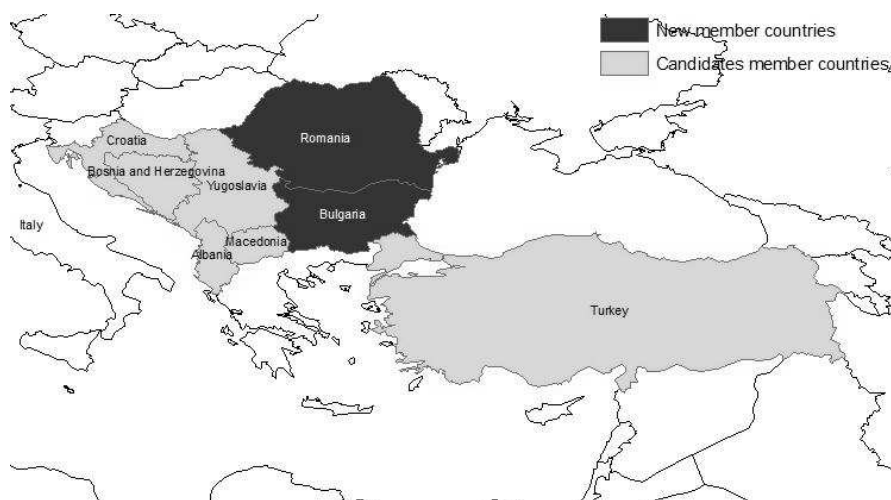 New member countries
Candidates member countries
Romania
Croatia
Bosnia and Herzegovina
Yugoslavia
Bulgaria
Italy
Macedonia
Albania
Turkey